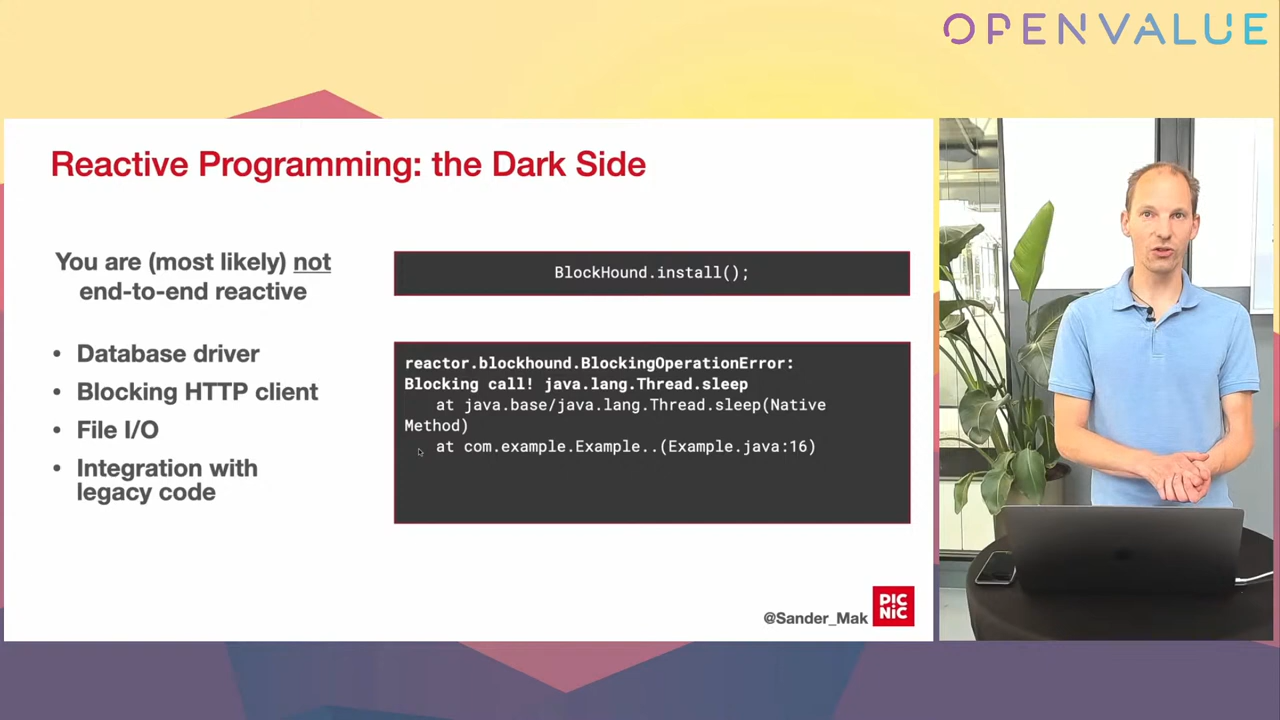 OPENVALUE
Reactive Programming: the Dark Side
You are (most likely) not
end-to-end reactive
• Database driver
• Blocking HTTP client
• File I/O
• Integration with
legacy code
BlockHound.install();
reactor.blockhound.BlockingOperationError:
Blocking call! java.lang.Thread.sleep
at java.base/java.lang.Thread.sleep(Native
Method)
at com.example.Example..(Example.java:16)
@Sander_Mak
PIC
NIC